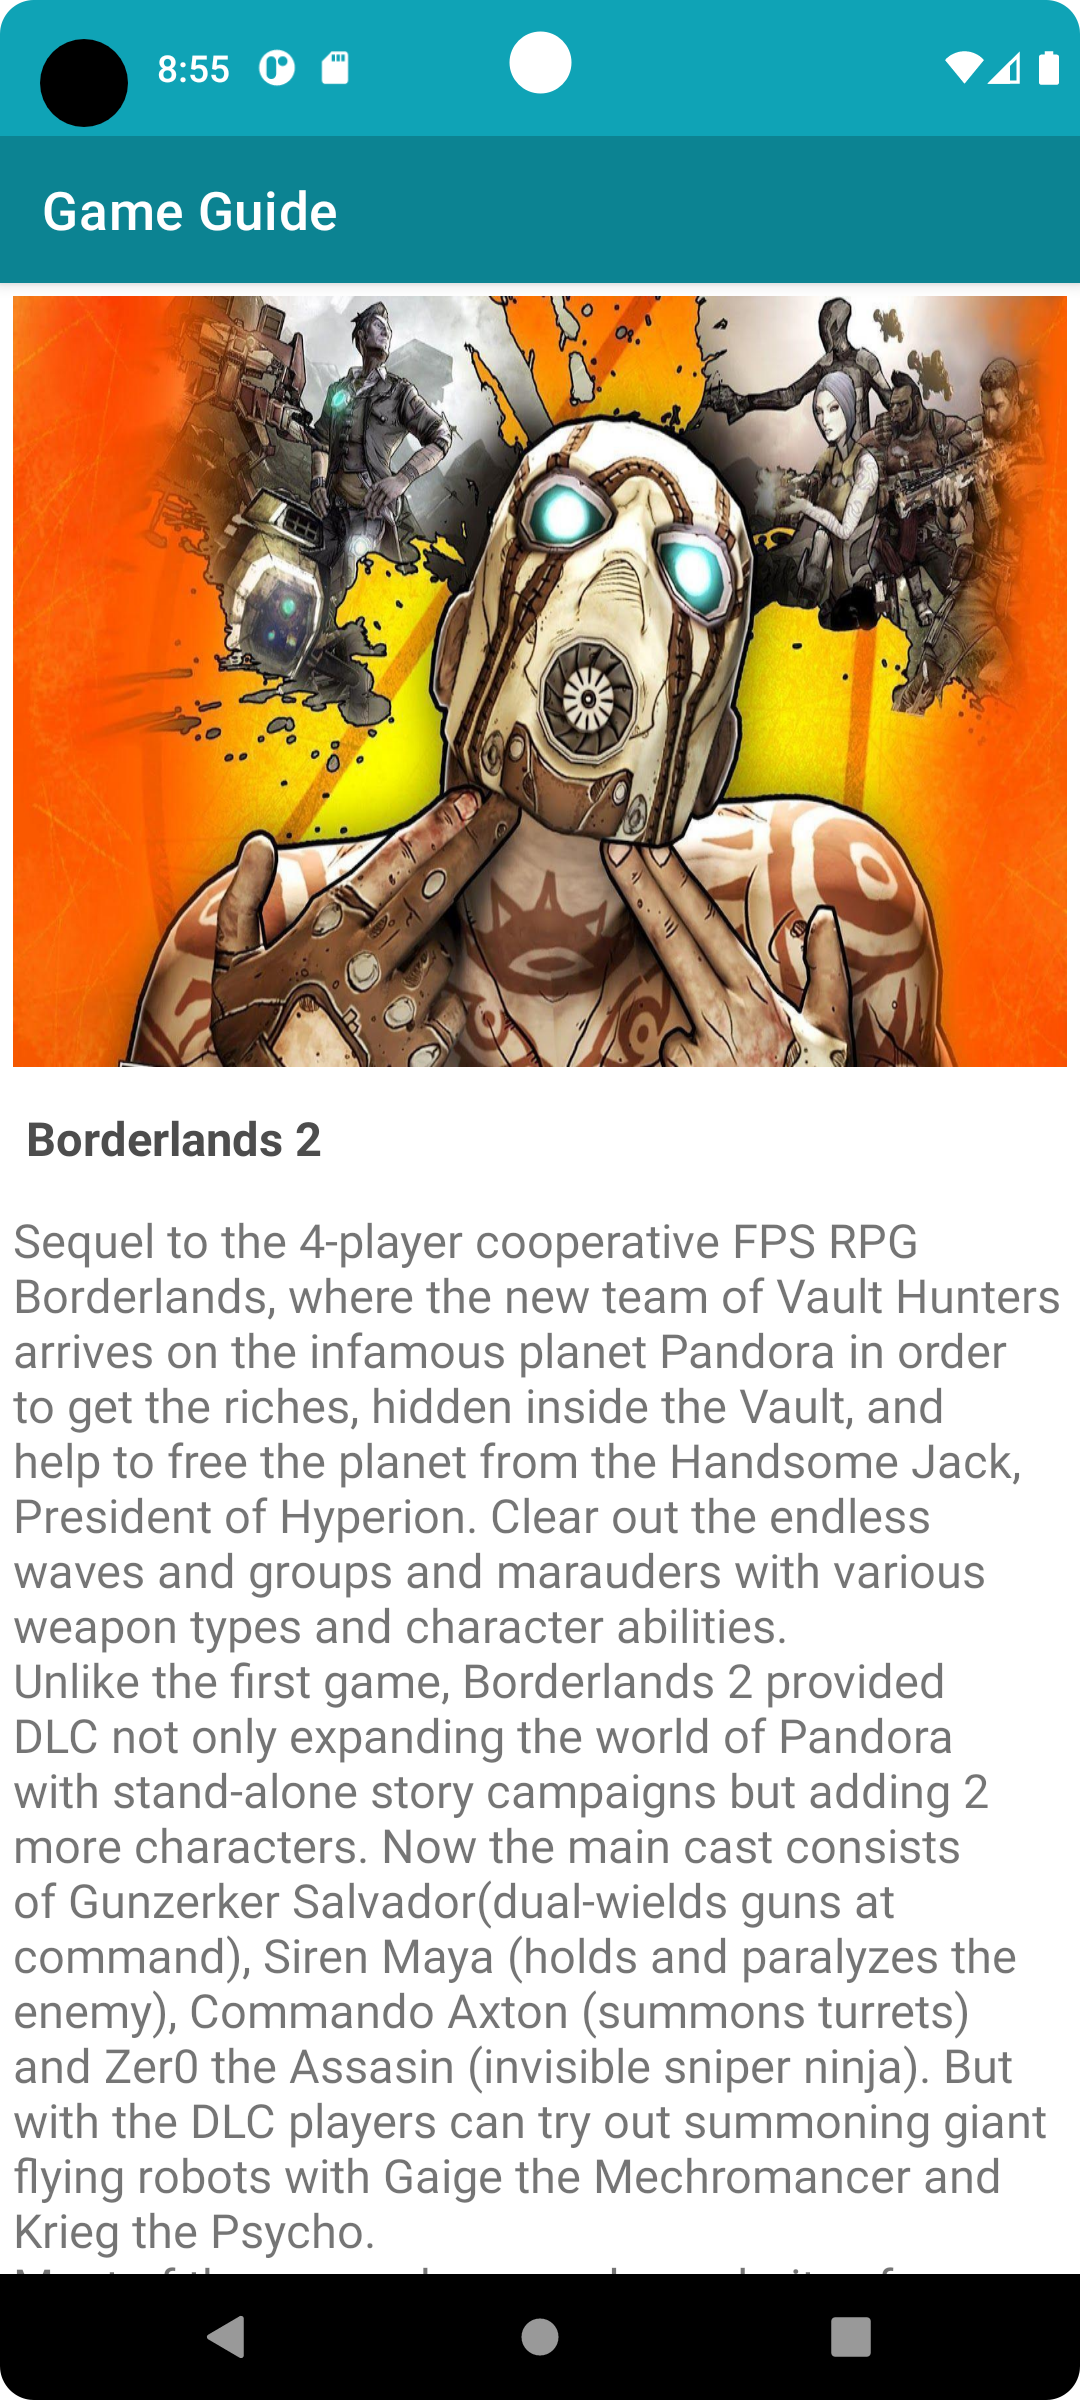 8:55
Game Guide
Borderlands 2
Sequel to the 4-player cooperative FPS RPG
Borderlands, where the new team of Vault Hunters
arrives on the infamous planet Pandora in order
to get the riches, hidden inside the Vault, and
help to free the planet from the Handsome Jack,
President of Hyperion. Clear out the endless
waves and groups and marauders with various
weapon types and character abilities.
Unlike the first game, Borderlands 2 provided
DLC not only expanding the world of Pandora
with stand-alone story campaigns but adding 2
more characters. Now the main cast consists
of Gunzerker Salvador(dual-wields guns at
command), Siren Maya (holds and paralyzes the
enemy), Commando Axton (summons turrets)
and Zer0 the Assasin (invisible sniper ninja). But
with the DLC players can try out summoning giant
flying robots with Gaige the Mechromancer and
Krieg the Psycho.